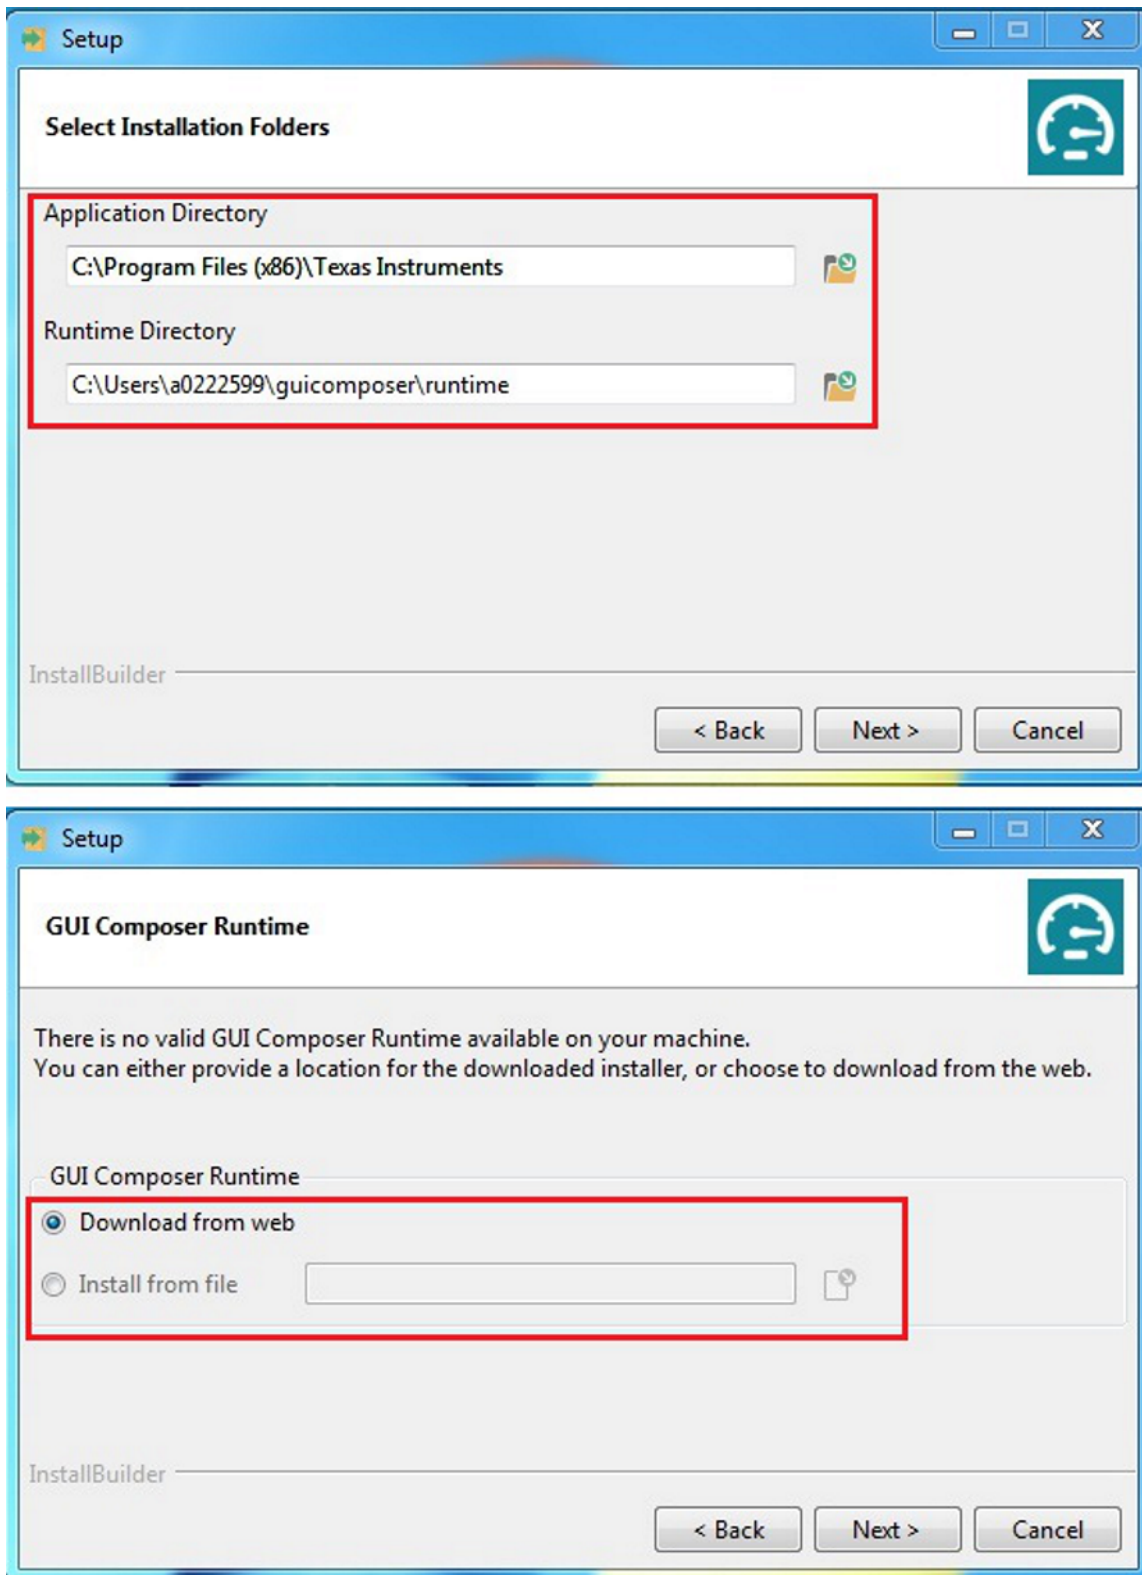 Setup
Select Installation Folders
Application Directory
C:\Program Files (x86)\Texas Instruments
Runtime Directory
C:\Users\a0222599\guicomposer\runtime
InstallBuilder
< Back Next > Cancel
Setup
GUI Composer Runtime
There is no valid GUI Composer Runtime available on your machine.
You can either provide a location for the downloaded installer, or choose to download from the web.
GUI Composer Runtime
Download from web
Install from file
InstallBuilder
< Back Next > Cancel